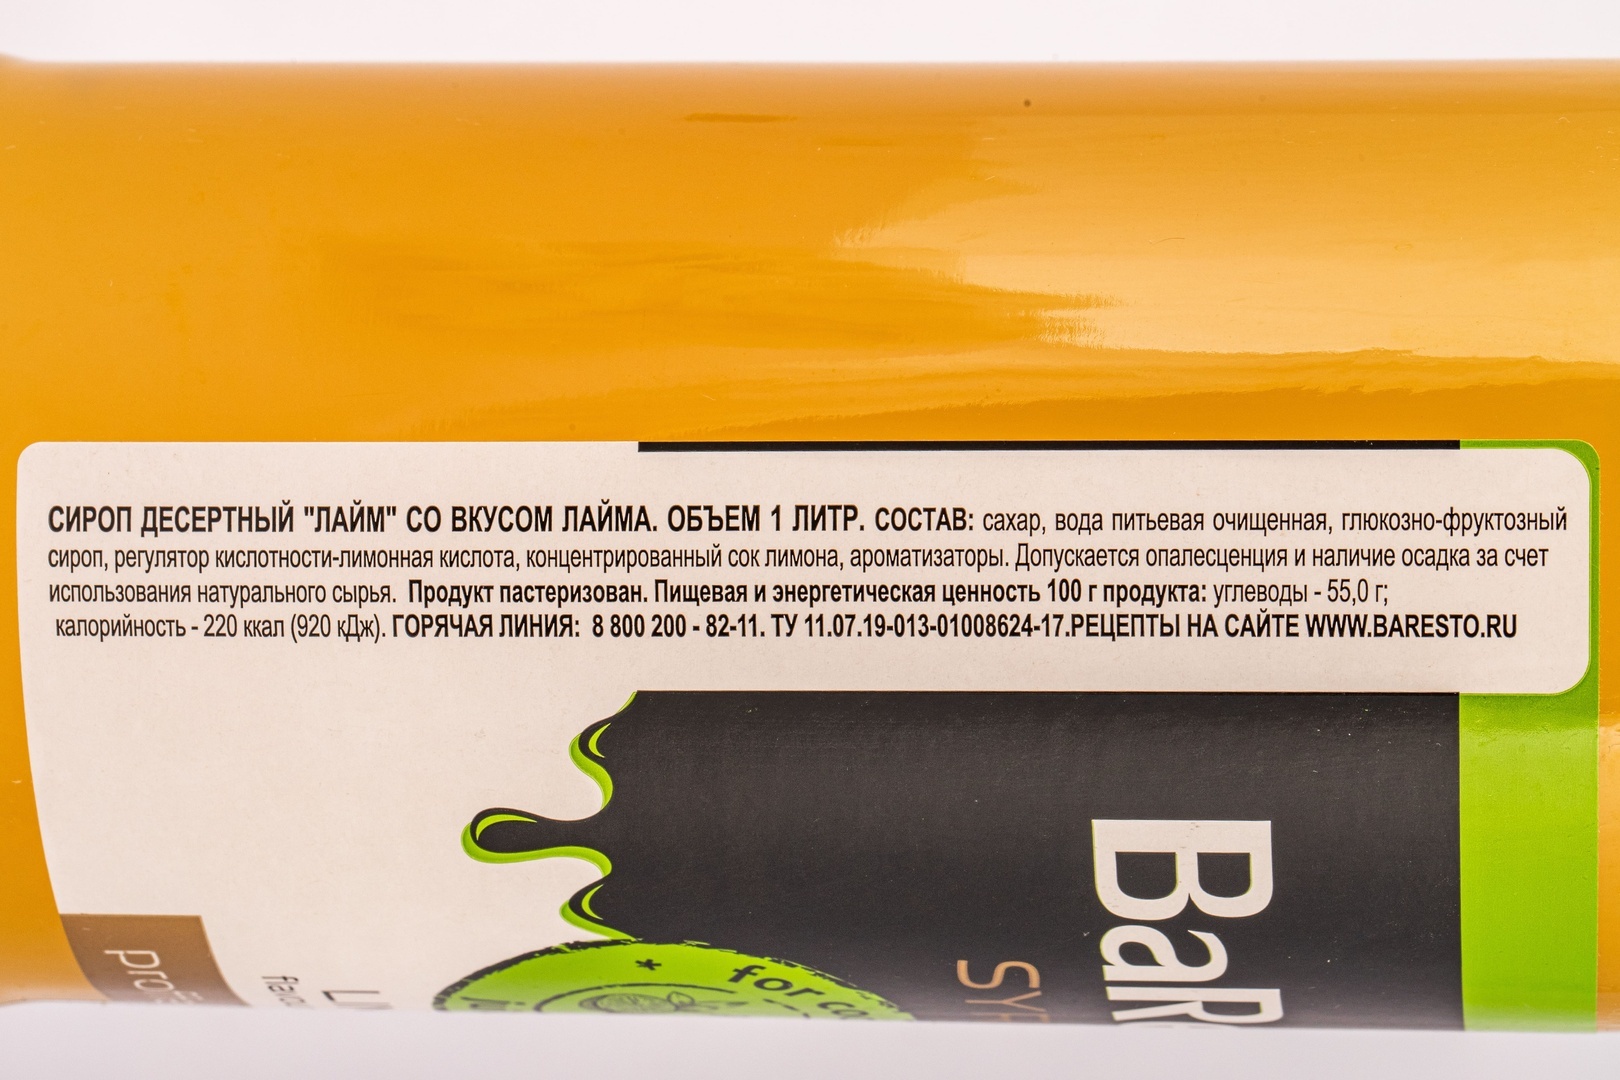 СИРОП ДЕСЕРТНЫЙ "ЛАЙМ" СО ВКУСОМ ЛАЙМА. ОБЪЕМ 1 ЛИТР. СОСТАВ: сахар, вода питьевая очищенная, глюкозно-фруктозный
сироп, регулятор кислотности-лимонная кислота, концентрированный сок лимона, ароматизаторы. Допускается опалесценция и наличие осадка за счет
использования натурального сырья. Продукт пастеризован. Пищевая и энергетическая ценность 100 г продукта: углеводы - 55,0 г;
калорийность - 220 ккал (920 кДж). ГОРЯЧАЯ ЛИНИЯ: 8 800 200 - 82-11. ТУ 11.07.19-013-01008624-17.РЕЦЕПТЫ НА САЙТЕ WWW.BARESTO.RU
BaR
for